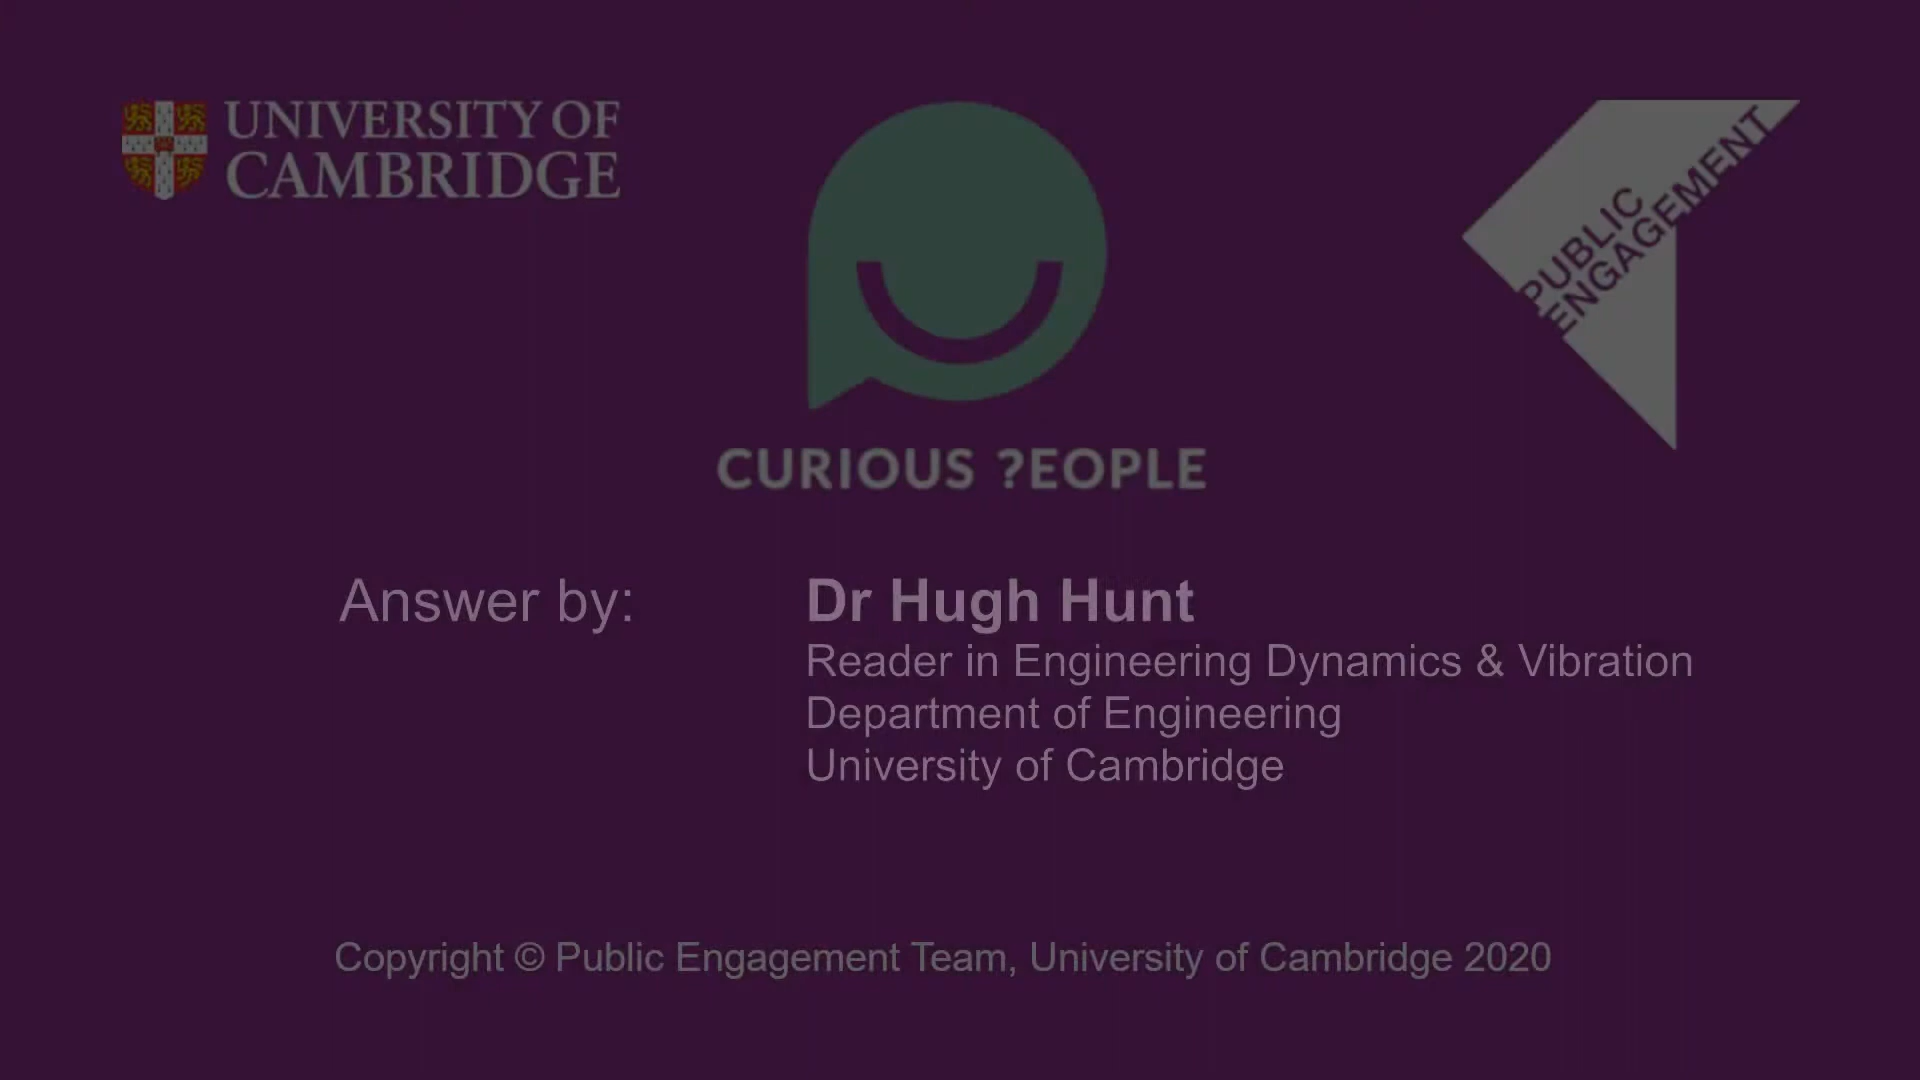 UNIVERSITY OF
CAMBRIDGE
PUBLIC
ENGAGEMENT
CURIOUS ?EOPLE
Answer by:
Dr Hugh Hunt
Reader in Engineering Dynamics & Vibration
Department of Engineering
University of Cambridge
Copyright © Public Engagement Team, University of Cambridge 2020